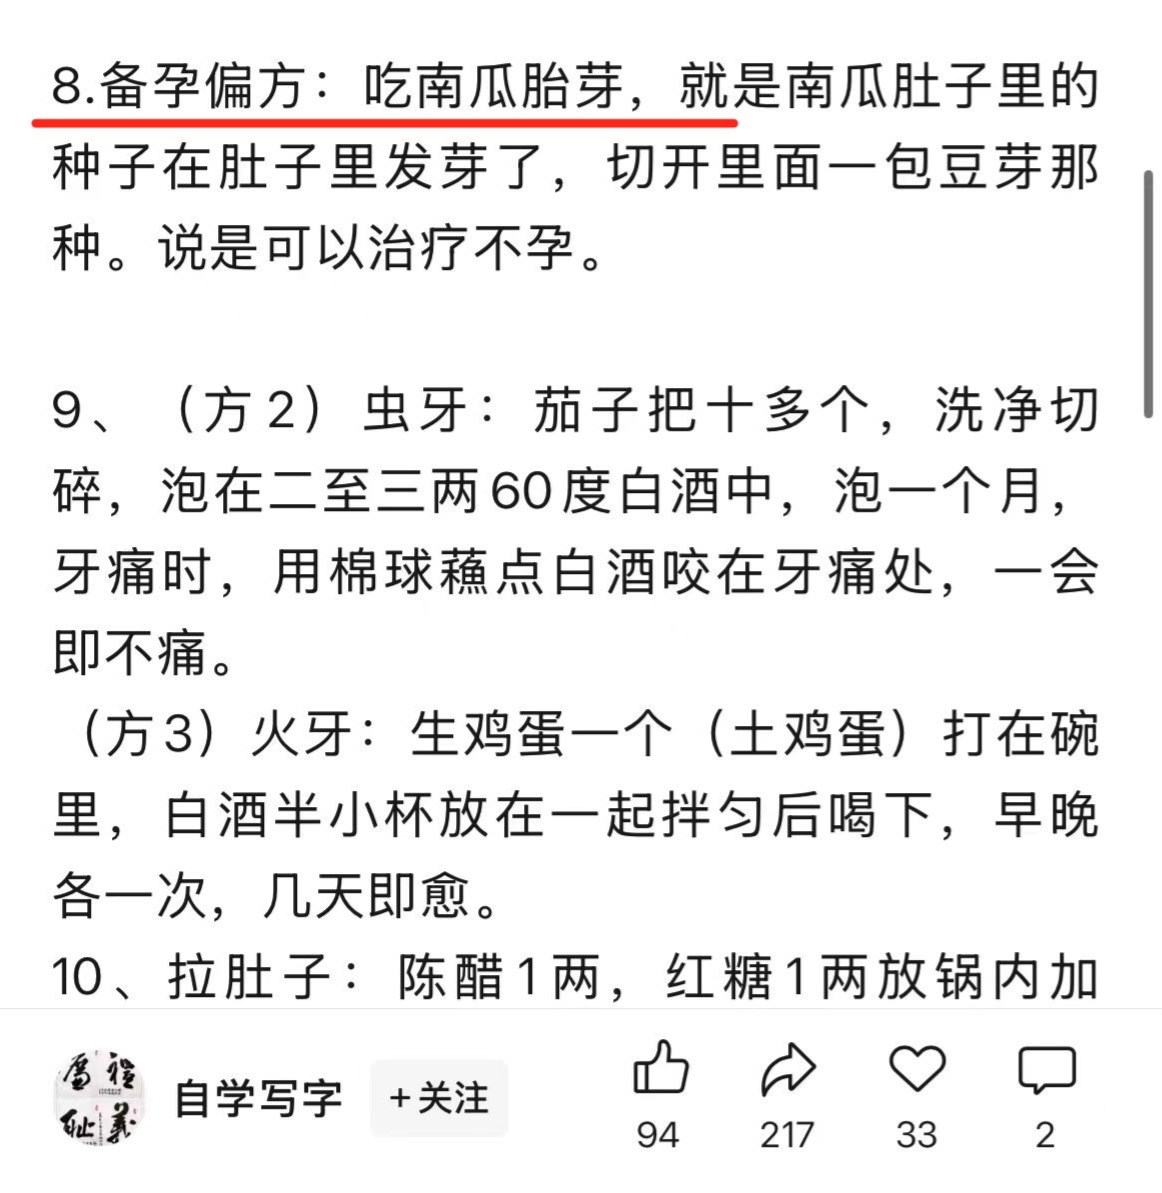 8.备孕偏方：吃南瓜胎芽，就是南瓜肚子里的
种子在肚子里发芽了，切开里面一包豆芽那
种。说是可以治疗不孕。
9、（方2）虫牙：茄子把十多个，洗净切
碎，泡在二至三两60度白酒中，泡一个月，
牙痛时，用棉球蘸点白酒咬在牙痛处，一会
即不痛。
（方3）火牙：生鸡蛋一个（土鸡蛋）打在碗
里，白酒半小杯放在一起拌匀后喝下，早晚
各一次，几天即愈。
10、拉肚子：陈醋1两，红糖1两放锅内加
自学写字
+关注
94
217
33
2